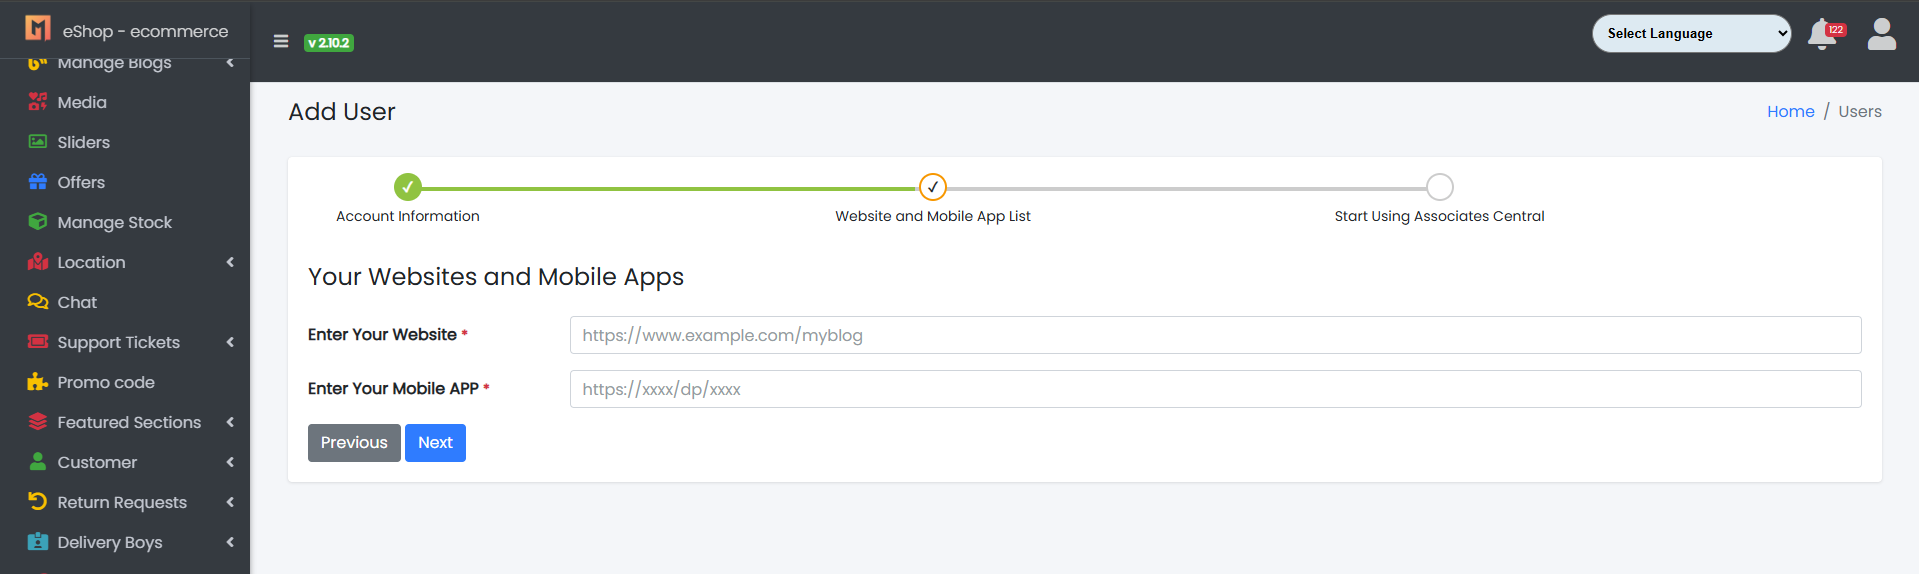 eShop - ecommerce
v 2.10.2
Select Language
122
Manage Blogs
Media
Sliders
Offers
Manage Stock
Location
Chat
Support Tickets
Promo code
Featured Sections
Customer
Return Requests
Delivery Boys
Add User
Home / Users
Account Information
Website and Mobile App List
Start Using Associates Central
Your Websites and Mobile Apps
Enter Your Website *
https://www.example.com/myblog
Enter Your Mobile APP *
https://xxxx/dp/xxxx
Previous
Next